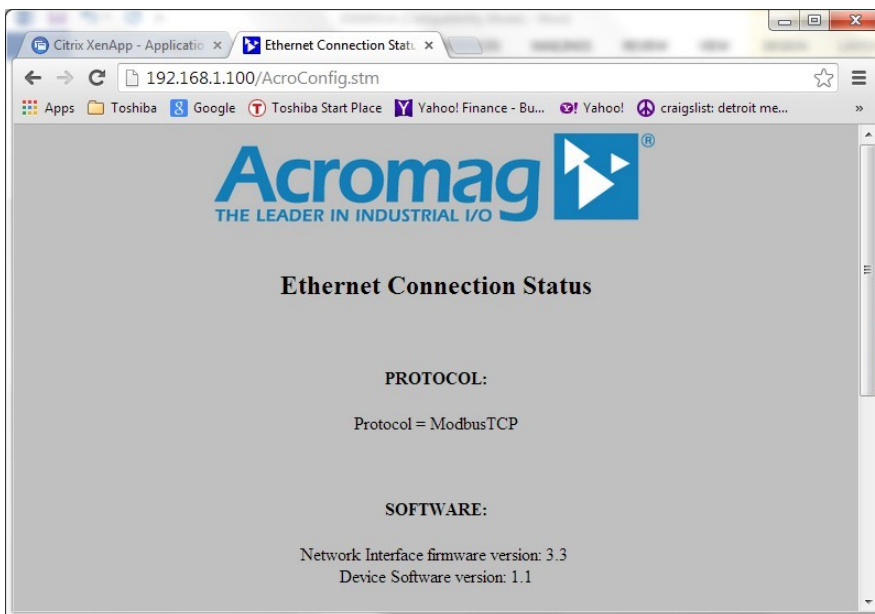 Citrix XenApp - Applicatio
Ethernet Connection Statu
192.168.1.100/AcroConfig.stm
Apps Toshiba Google Toshiba Start Place Yahoo! Finance - Bu... Yahoo! craigslist: detroit me... »
Acromag ®
THE LEADER IN INDUSTRIAL I/O
Ethernet Connection Status
PROTOCOL:
Protocol = ModbusTCP
SOFTWARE:
Network Interface firmware version: 3.3
Device Software version: 1.1